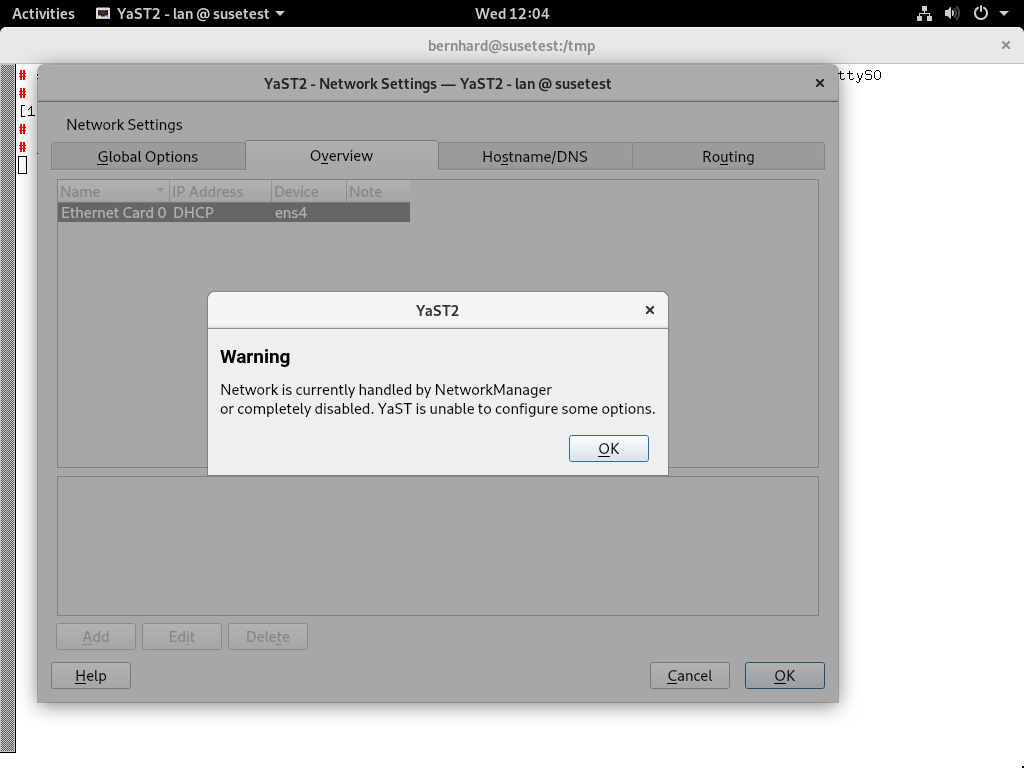 Activities YaST2 - lan @ susetest Wed 12:04
bernhard@susetest:/tmp
# ttyS0
#
[1
#
#
YaST2 - Network Settings — YaST2 - lan @ susetest
Network Settings
Global Options Overview Hostname/DNS Routing
Name IP Address Device Note
Ethernet Card 0 DHCP ens4
YaST2
Warning
Network is currently handled by NetworkManager
or completely disabled. YaST is unable to configure some options.
OK
Add Edit Delete
Help Cancel OK